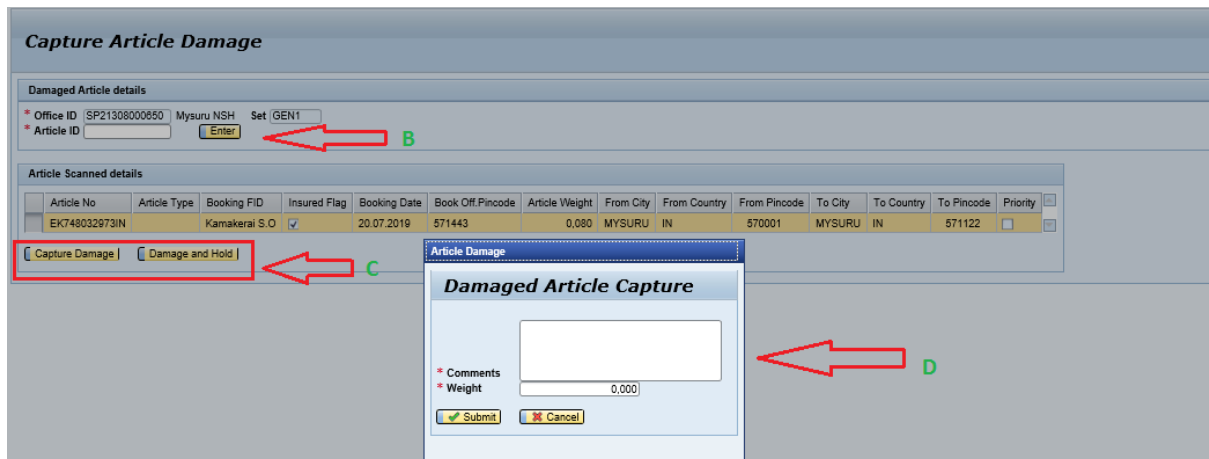 Capture Article Damage
Damaged Article details
* Office ID SP21308000650 Mysuru NSH Set GEN1
* Article ID Enter
B
Article Scanned details
Article No Article Type Booking FID Insured Flag Booking Date Book Off.Pincode Article Weight From City From Country From Pincode To City To Country To Pincode Priority
EK748032973IN Kamakerai S.O 20.07.2019 571443 0,080 MYSURU IN 570001 MYSURU IN 571122
Capture Damage Damage and Hold
C
Article Damage
Damaged Article Capture
* Comments
* Weight 0,000
Submit Cancel
D